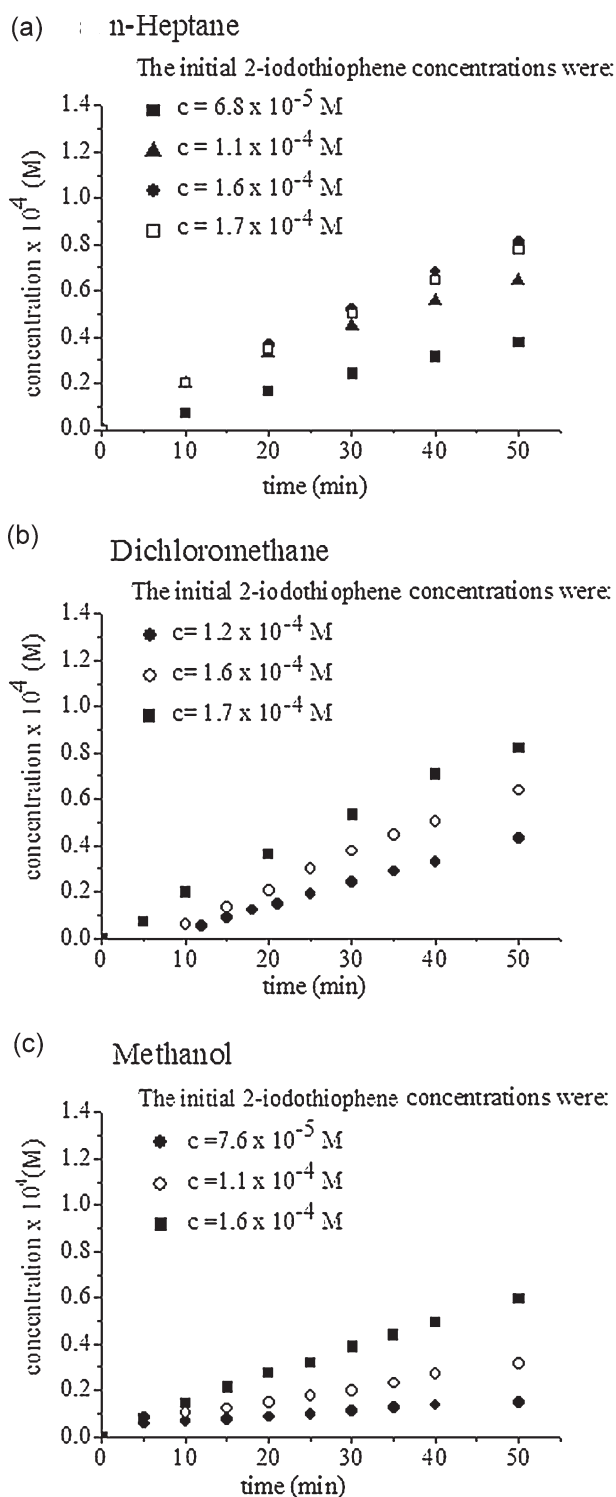 (a) n-Heptane
The initial 2-iodothiophene concentrations were:
c = 6.8 x 10⁻⁵ M
c = 1.1 x 10⁻⁴ M
c = 1.6 x 10⁻⁴ M
c = 1.7 x 10⁻⁴ M
concentration x 10⁴ (M)
1.4
1.2
1.0
0.8
0.6
0.4
0.2
0.0
10 20 30 40 50
time (min)
(b) Dichloromethane
The initial 2-iodothiophene concentrations were:
c= 1.2 x 10⁻⁴ M
c= 1.6 x 10⁻⁴ M
c= 1.7 x 10⁻⁴ M
concentration x 10⁴ (M)
1.4
1.2
1.0
0.8
0.6
0.4
0.2
0.0
0 10 20 30 40 50
time (min)
(c) Methanol
The initial 2-iodothiophene concentrations were:
c =7.6 x 10⁻⁵ M
c =1.1 x 10⁻⁴ M
c =1.6 x 10⁻⁴ M
concentration x 10⁴(M)
1.4
1.2
1.0
0.8
0.6
0.4
0.2
0.0
0 10 20 30 40 50
time (min)